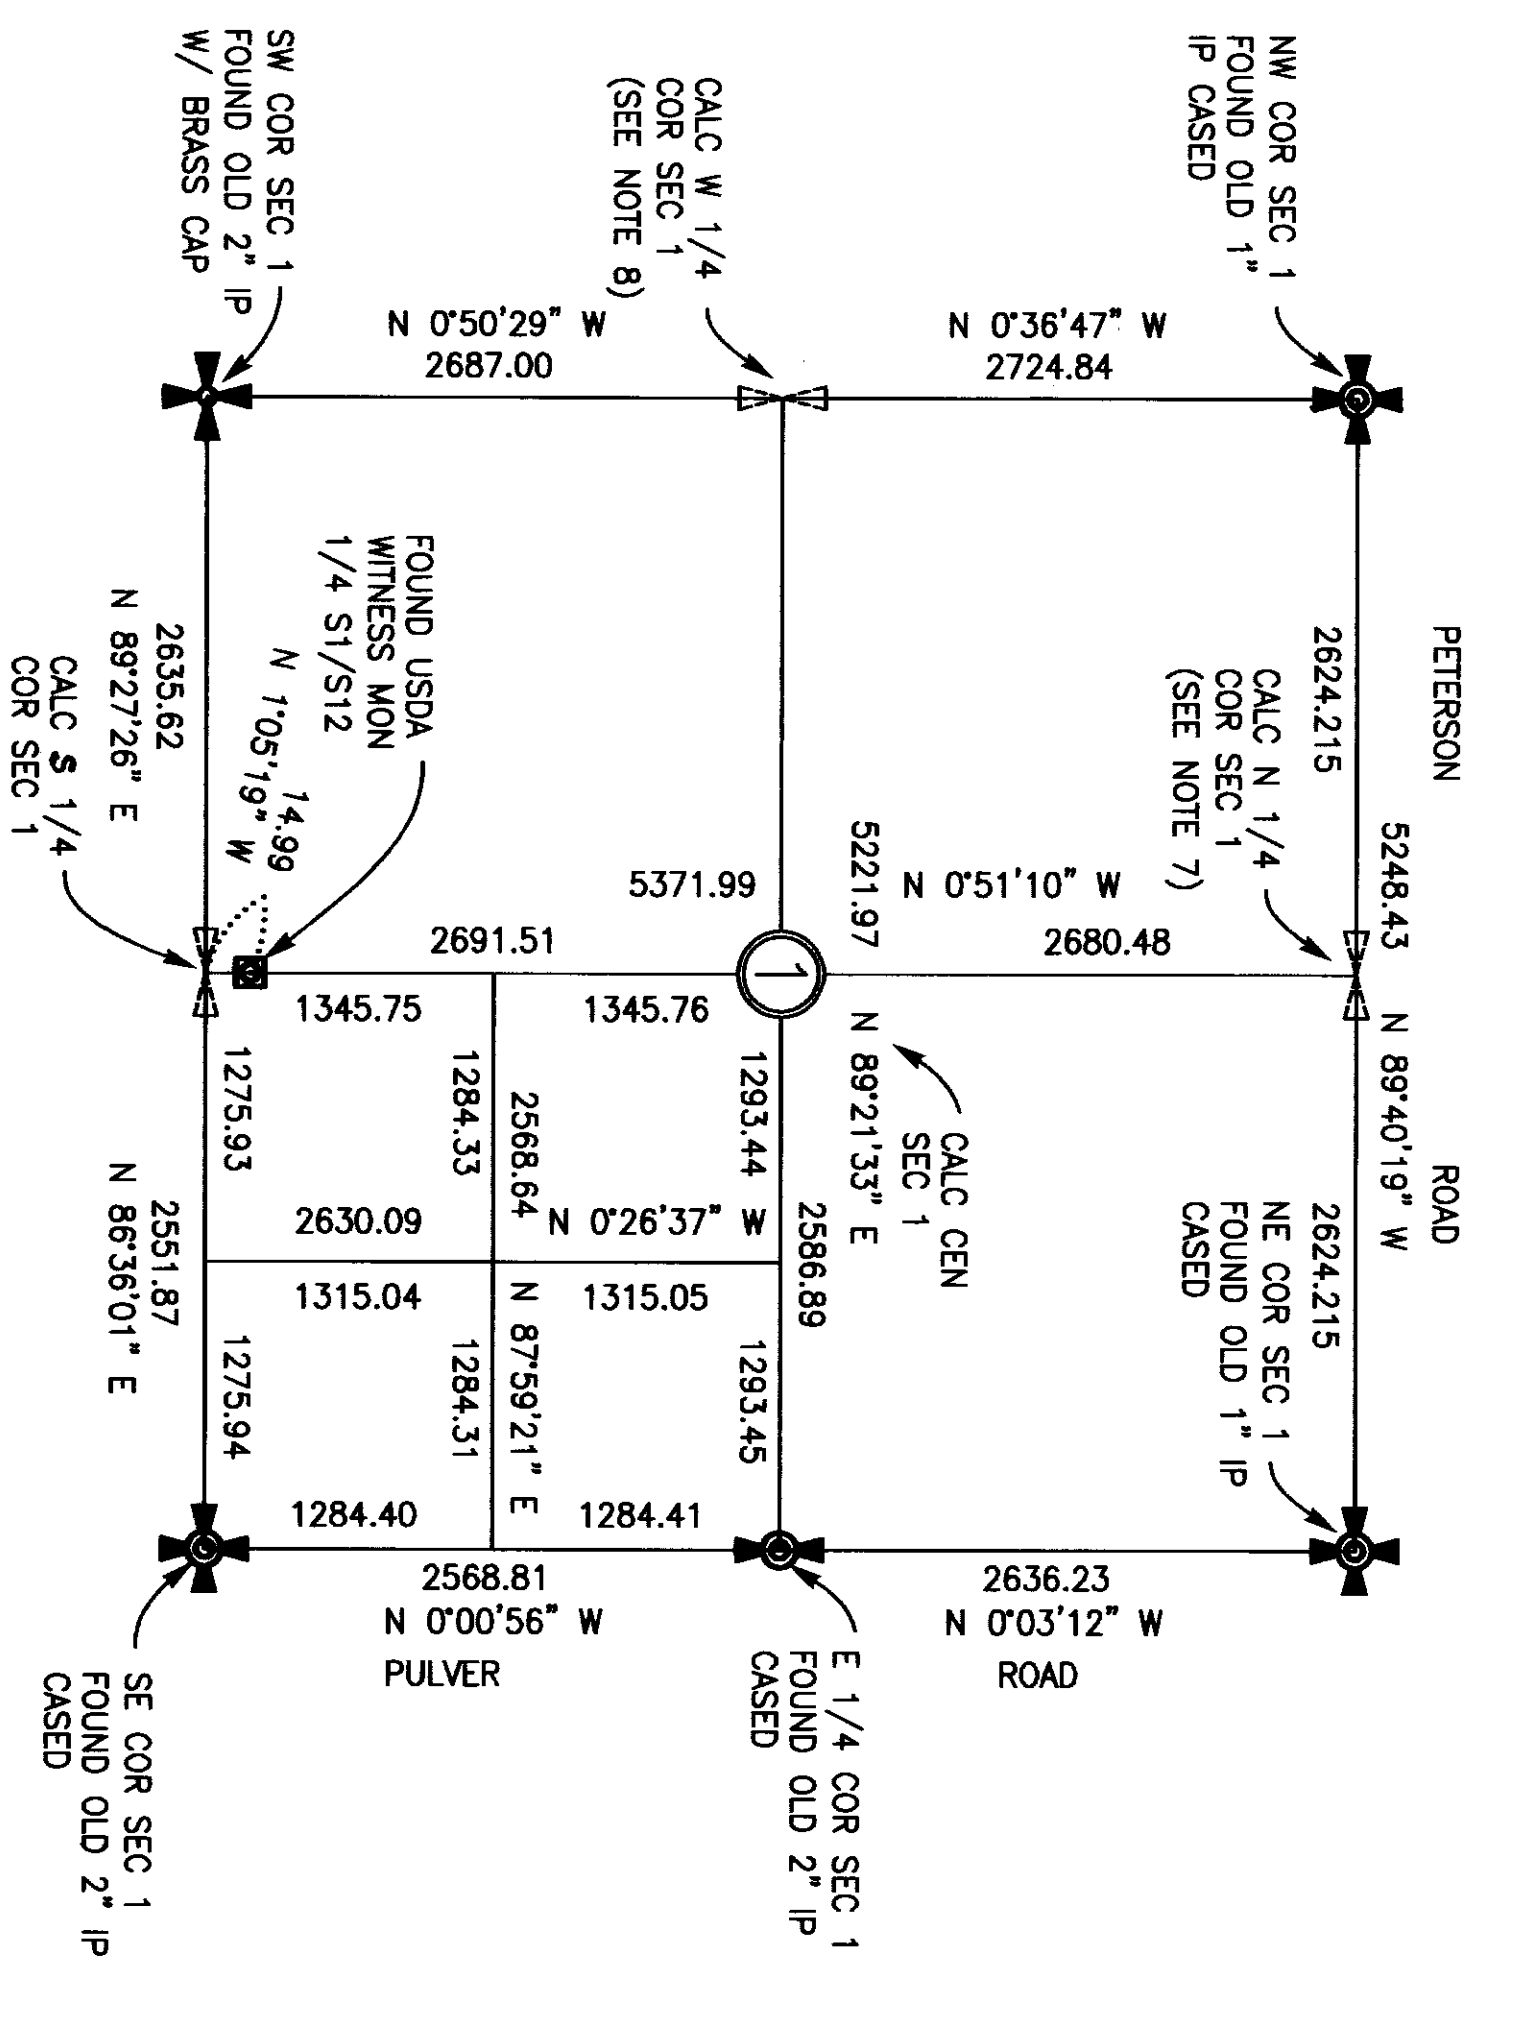 PETERSON
ROAD
5248.43
N 89°40'19" W
2624.215
2624.215
NW COR SEC 1
FOUND OLD 1"
IP CASED
CALC N 1/4
COR SEC 1
(SEE NOTE 7)
NE COR SEC 1
FOUND OLD 1" IP
CASED
N 0°36'47" W
2724.84
N 0°51'10" W
2680.48
2636.23
N 0°03'12" W
ROAD
CALC CEN
SEC 1
5221.97
N 89°21'33" E
2586.89
CALC W 1/4
COR SEC 1
(SEE NOTE 8)
1
1293.44
1293.45
E 1/4 COR SEC 1
FOUND OLD 2" IP
CASED
5371.99
N 0°50'29" W
2687.00
2691.51
1345.76
1345.75
N 0°26'37" W
2630.09
1315.05
1315.04
2568.64
N 87°59'21" E
1284.33
1284.31
1284.41
1284.40
2568.81
N 0°00'56" W
PULVER
FOUND USDA
WITNESS MON
1/4 S1/S12
14.99
N 1°05'19" W
SW COR SEC 1
FOUND OLD 2" IP
W/ BRASS CAP
1275.93
1275.94
2635.62
N 89°27'26" E
2551.87
N 86°36'01" E
CALC S 1/4
COR SEC 1
SE COR SEC 1
FOUND OLD 2" IP
CASED